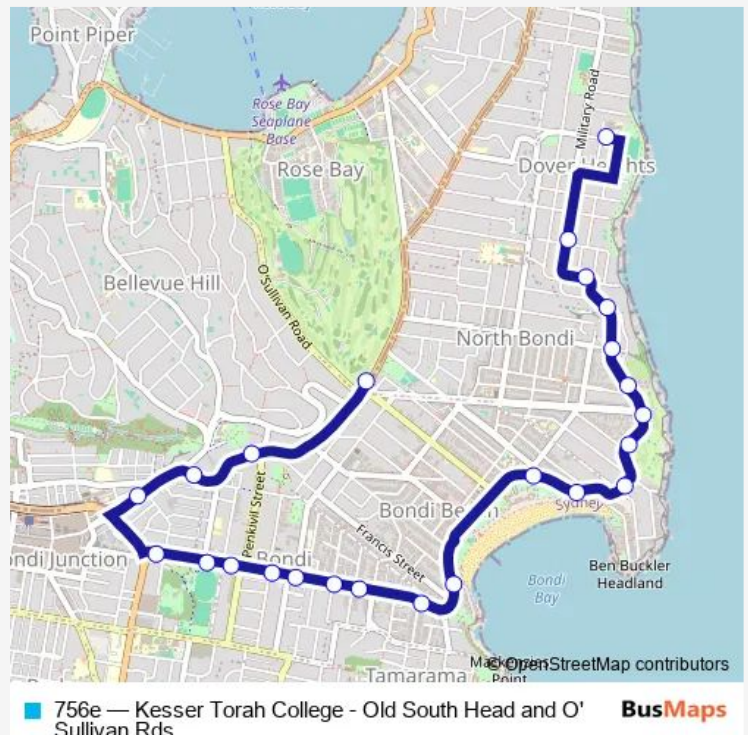 Point Piper
Rose Bay
Seaplane
Base
Military Road
Rose Bay
Dover Heights
O'Sullivan Road
Bellevue Hill
North Bondi
Penkivil Street
Bondi Beach
Sydney
Francis Street
ondi Junction
Bondi
Ben Buckler
Headland
Bondi
Bay
Tamarama
Mackenzies
Point
© OpenStreetMap contributors
756e — Kesser Torah College - Old South Head and O'
Sullivan Rds
BusMaps